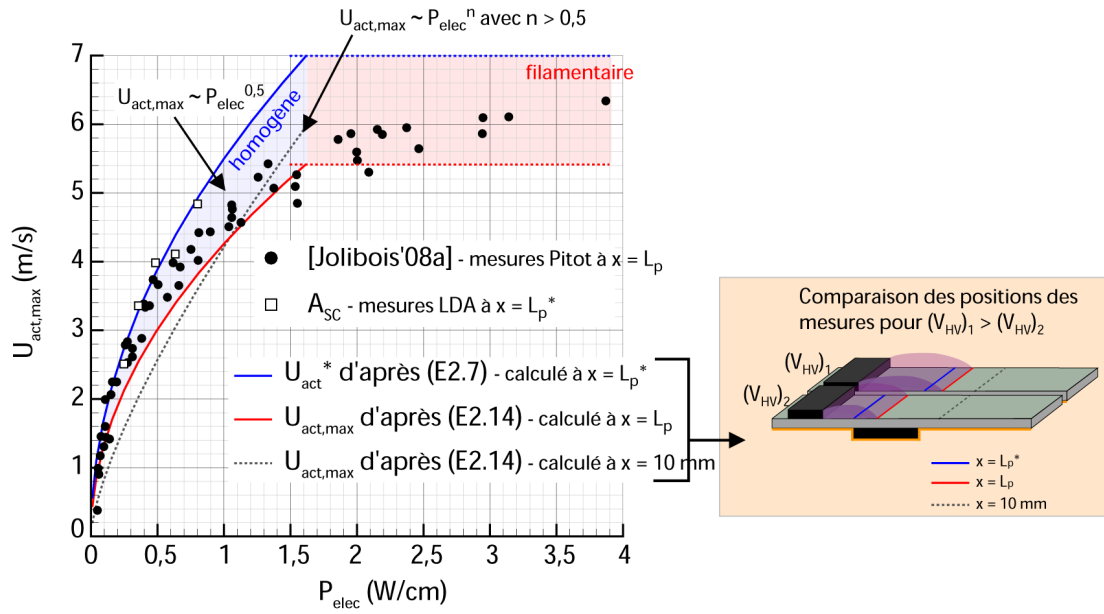 U_act,max ~ P_elec^n avec n > 0,5
U_act,max ~ P_elec^0,5
homogène
filamentaire
7
6
5
4
3
2
1
0
U_act,max (m/s)
[Jolibois'08a] - mesures Pitot à x = L_p
A_SC - mesures LDA à x = L_p*
U_act* d'après (E2.7) - calculé à x = L_p*
U_act,max d'après (E2.14) - calculé à x = L_p
U_act,max d'après (E2.14) - calculé à x = 10 mm
0 0,5 1 1,5 2 2,5 3 3,5 4
P_elec (W/cm)
Comparaison des positions des
mesures pour (V_HV)_1 > (V_HV)_2
(V_HV)_1
(V_HV)_2
x = L_p*
x = L_p
x = 10 mm